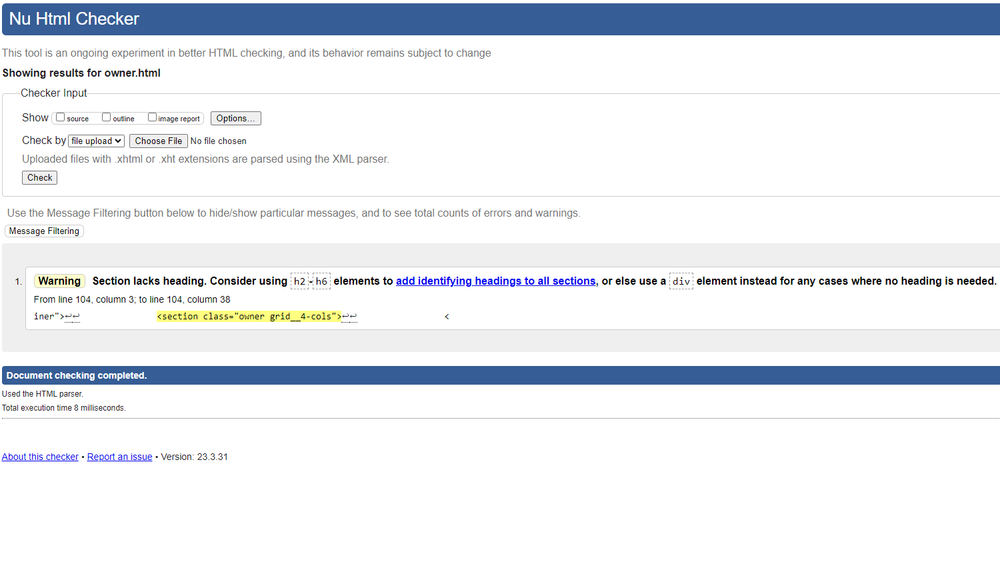 Nu Html Checker
This tool is an ongoing experiment in better HTML checking, and its behavior remains subject to change
Showing results for owner.html
Checker Input
Show source outline image report Options...
Check by file upload Choose File No file chosen
Uploaded files with .xhtml or .xht extensions are parsed using the XML parser.
Check
Use the Message Filtering button below to hide/show particular messages, and to see total counts of errors and warnings.
Message Filtering
1. Warning Section lacks heading. Consider using h2-h6 elements to add identifying headings to all sections, or else use a div element instead for any cases where no heading is needed.
From line 104, column 3; to line 104, column 38
iner">↩↩ <section class="owner grid__4-cols">↩↩ <
Document checking completed.
Used the HTML parser.
Total execution time 8 milliseconds.
About this checker • Report an issue • Version: 23.3.31